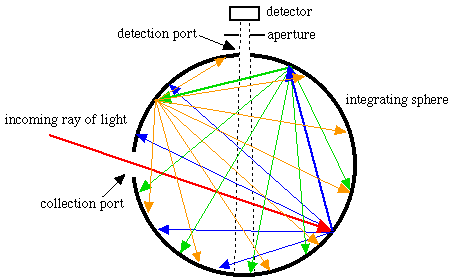 detector
detection port
aperture
integrating sphere
incoming ray of light
collection port